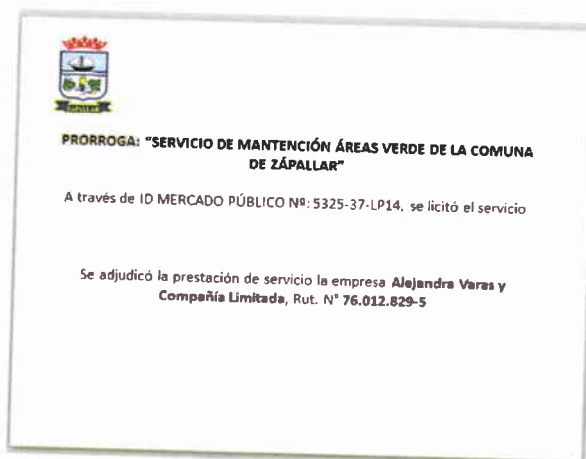 PRORROGA: "SERVICIO DE MANTENCIÓN ÁREAS VERDE DE LA COMUNA
DE ZÁPALLAR"
A través de ID MERCADO PÚBLICO Nº: 5325-37-LP14, se licitó el servicio
Se adjudicó la prestación de servicio la empresa Alejandra Varas y
Compañía Limitada, Rut. N° 76.012.829-5